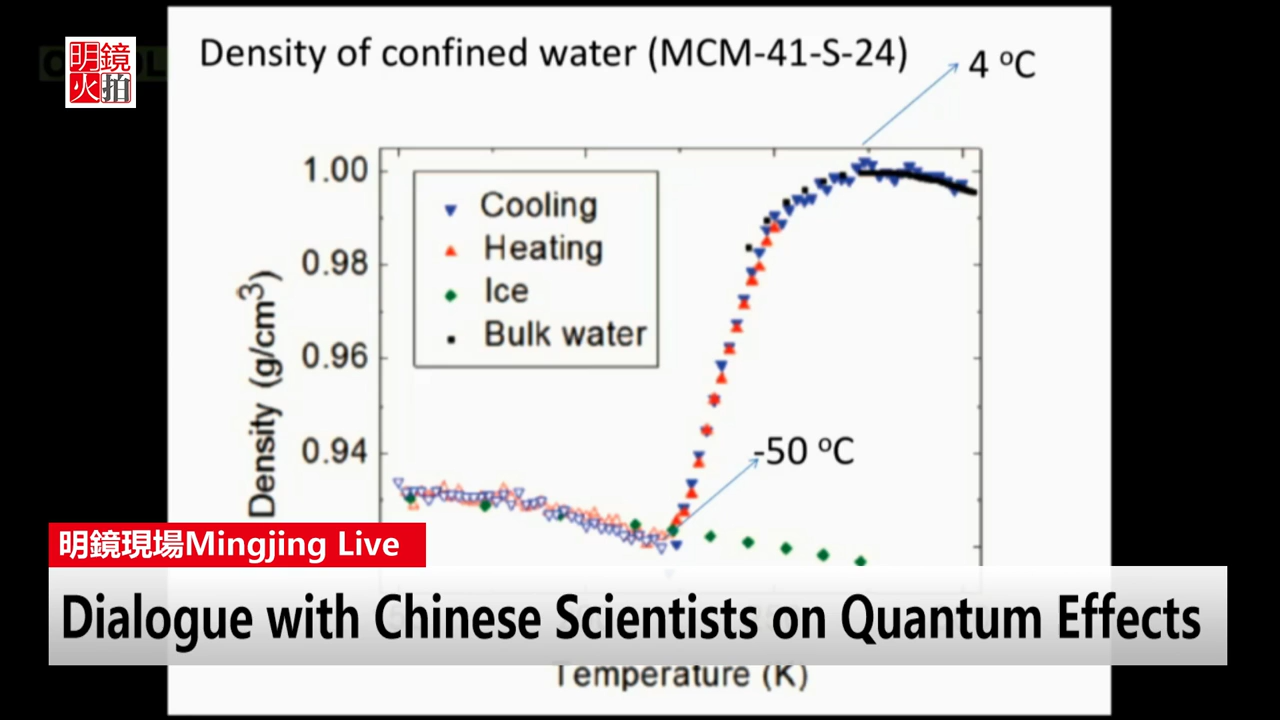 Density of confined water (MCM-41-S-24)
4 °C
明鏡
火拍
1.00
0.98
0.96
0.94
Density (g/cm³)
Cooling
Heating
Ice
Bulk water
-50 °C
明鏡現場Mingjing Live
Dialogue with Chinese Scientists on Quantum Effects
Temperature (K)